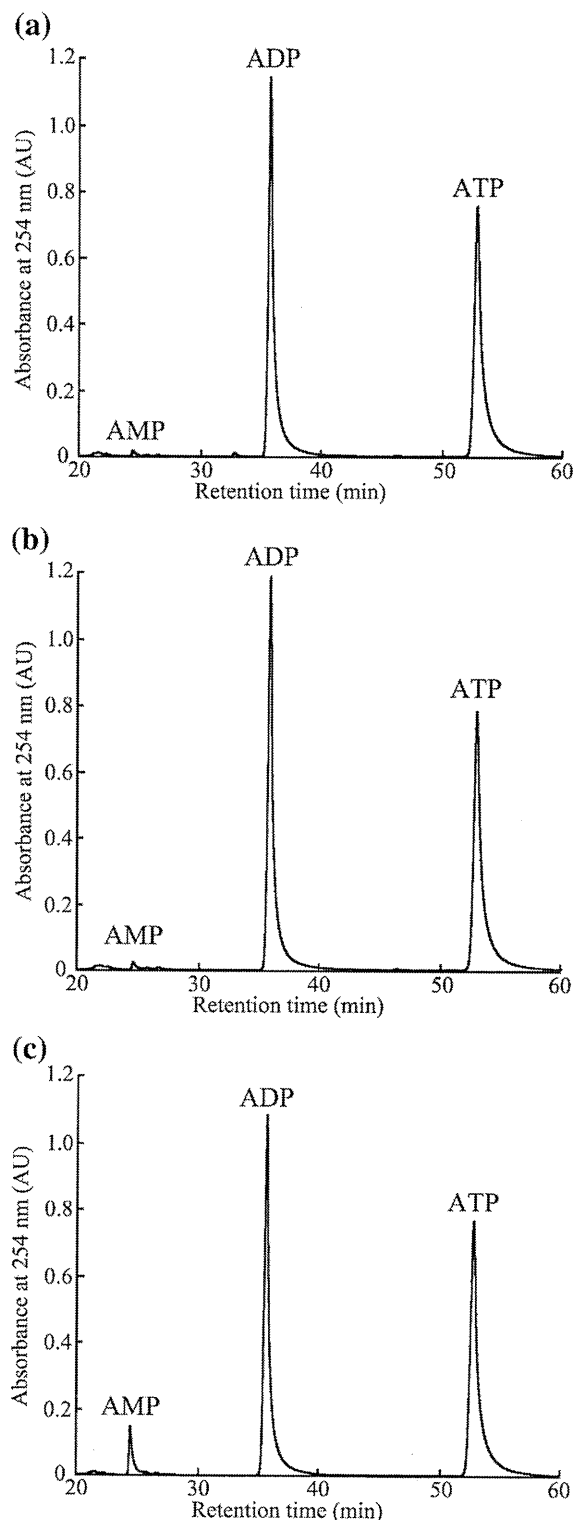 (a)
ADP
ATP
AMP
Absorbance at 254 nm (AU)
1.2
1.0
0.8
0.6
0.4
0.2
0
20 30 40 50 60
Retention time (min)
(b)
ADP
ATP
AMP
Absorbance at 254 nm (AU)
1.2
1.0
0.8
0.6
0.4
0.2
0
20 30 40 50 60
Retention time (min)
(c)
ADP
ATP
AMP
Absorbance at 254 nm (AU)
1.2
1.0
0.8
0.6
0.4
0.2
0
20 30 40 50 60
Retention time (min)